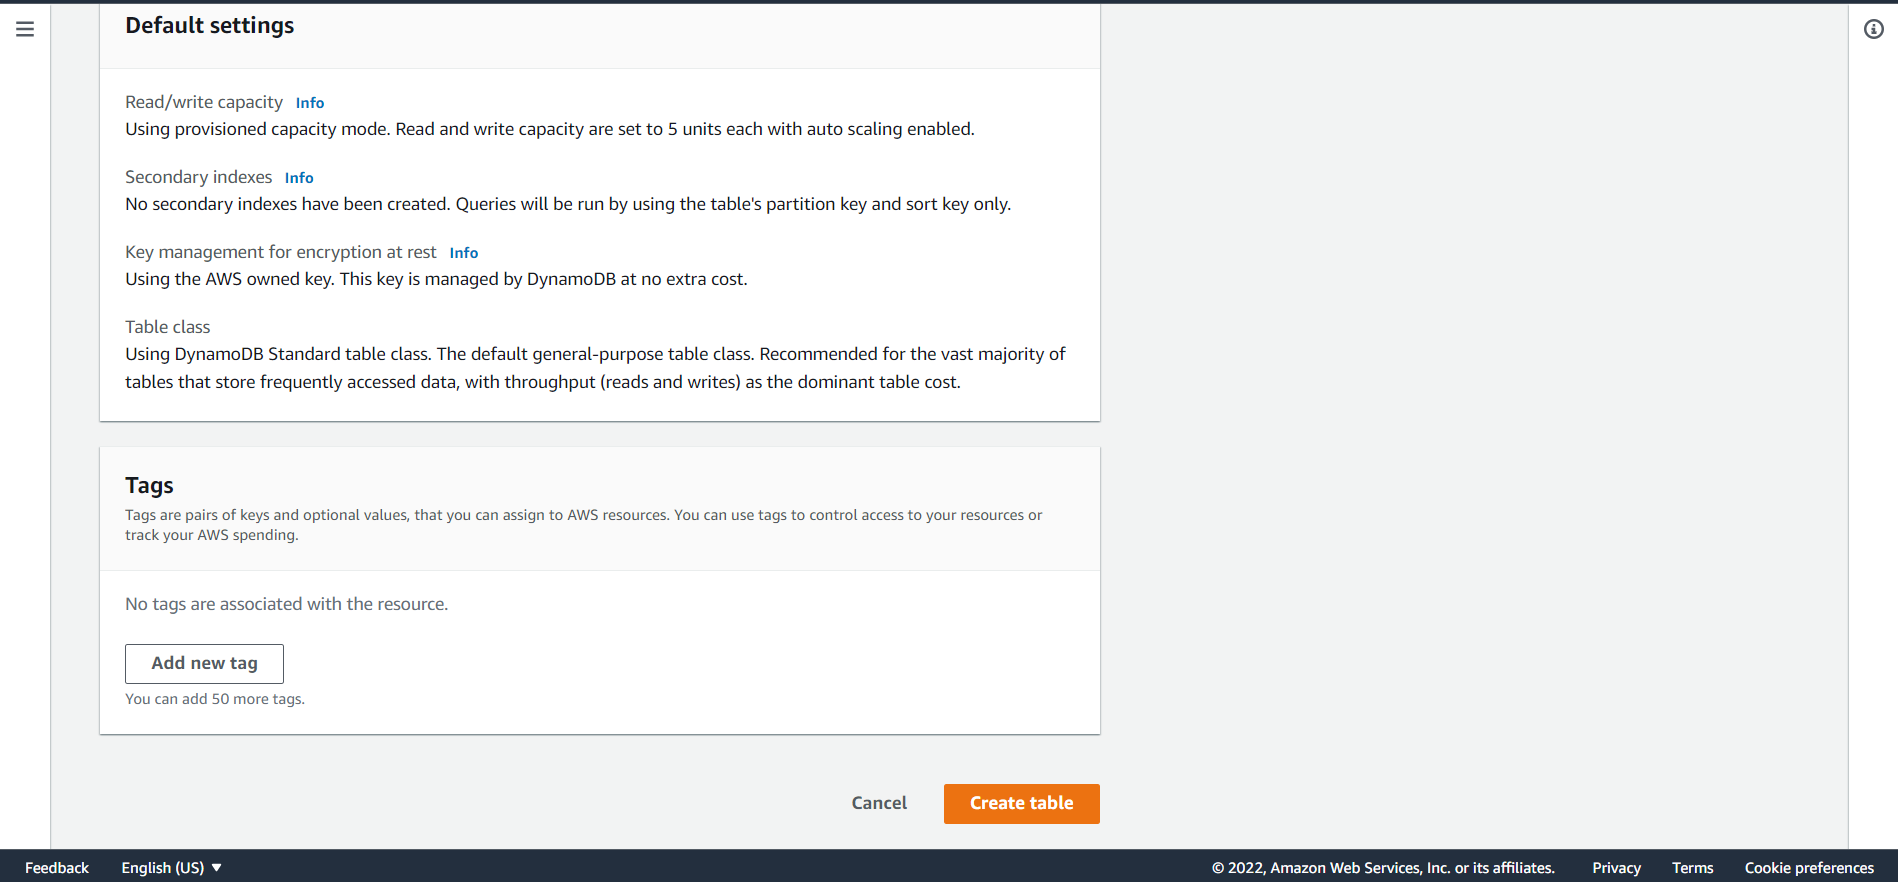 Default settings
Read/write capacity Info
Using provisioned capacity mode. Read and write capacity are set to 5 units each with auto scaling enabled.
Secondary indexes Info
No secondary indexes have been created. Queries will be run by using the table's partition key and sort key only.
Key management for encryption at rest Info
Using the AWS owned key. This key is managed by DynamoDB at no extra cost.
Table class
Using DynamoDB Standard table class. The default general-purpose table class. Recommended for the vast majority of
tables that store frequently accessed data, with throughput (reads and writes) as the dominant table cost.
Tags
Tags are pairs of keys and optional values, that you can assign to AWS resources. You can use tags to control access to your resources or
track your AWS spending.
No tags are associated with the resource.
Add new tag
You can add 50 more tags.
Cancel Create table
Feedback English (US) © 2022, Amazon Web Services, Inc. or its affiliates. Privacy Terms Cookie preferences